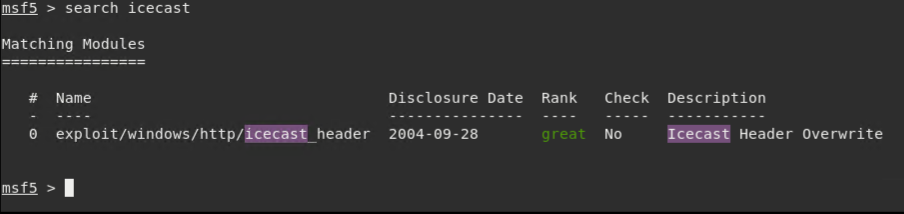 msf5 > search icecast
Matching Modules
================
# Name Disclosure Date Rank Check Description
- ---- --------------- ---- ----- -----------
0 exploit/windows/http/icecast_header 2004-09-28 great No Icecast Header Overwrite
msf5 >